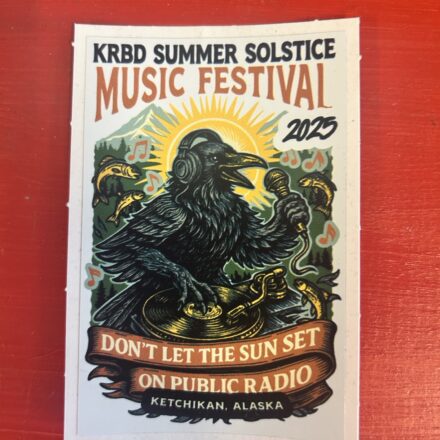 KRBD SUMMER SOLSTICE
MUSIC FESTIVAL
2025
DON'T LET THE SUN SET
ON PUBLIC RADIO
KETCHIKAN, ALASKA